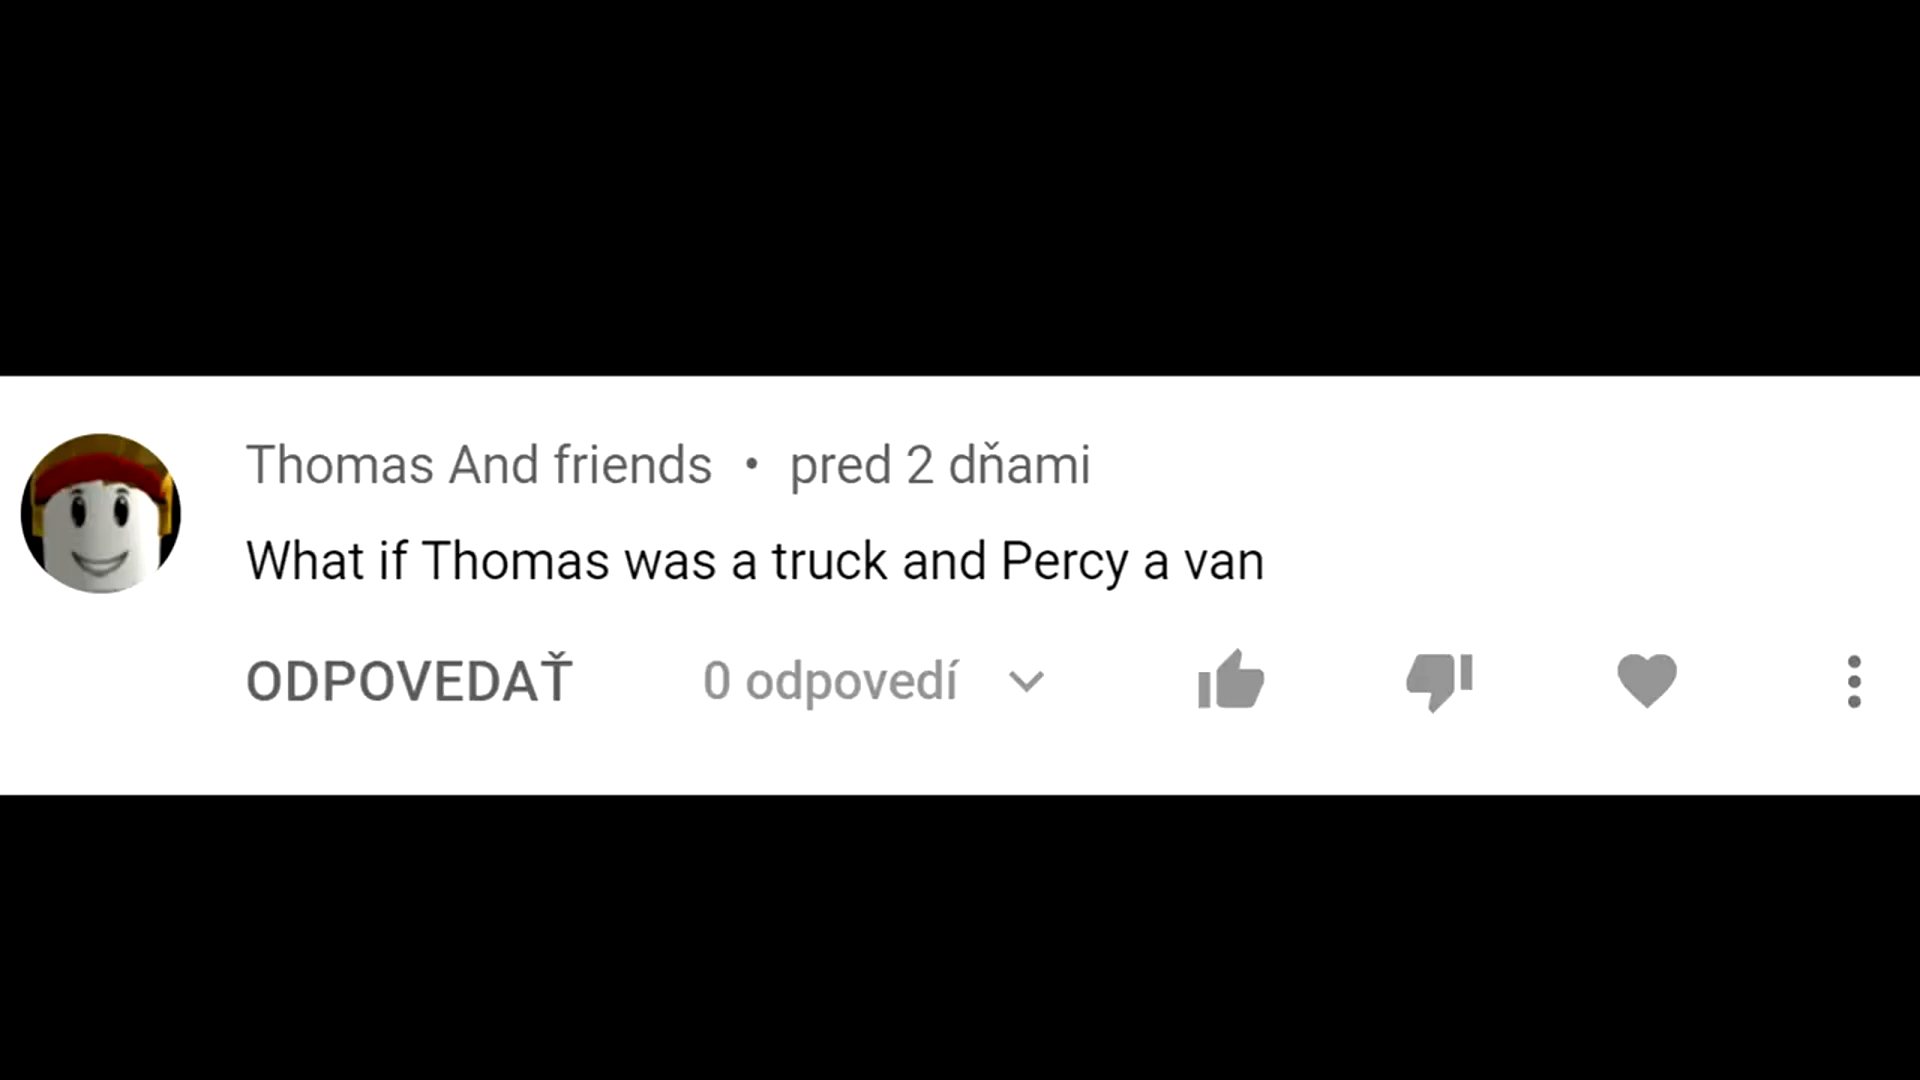 Thomas And friends • pred 2 dňami
What if Thomas was a truck and Percy a van
ODPOVEDAŤ 0 odpovedí